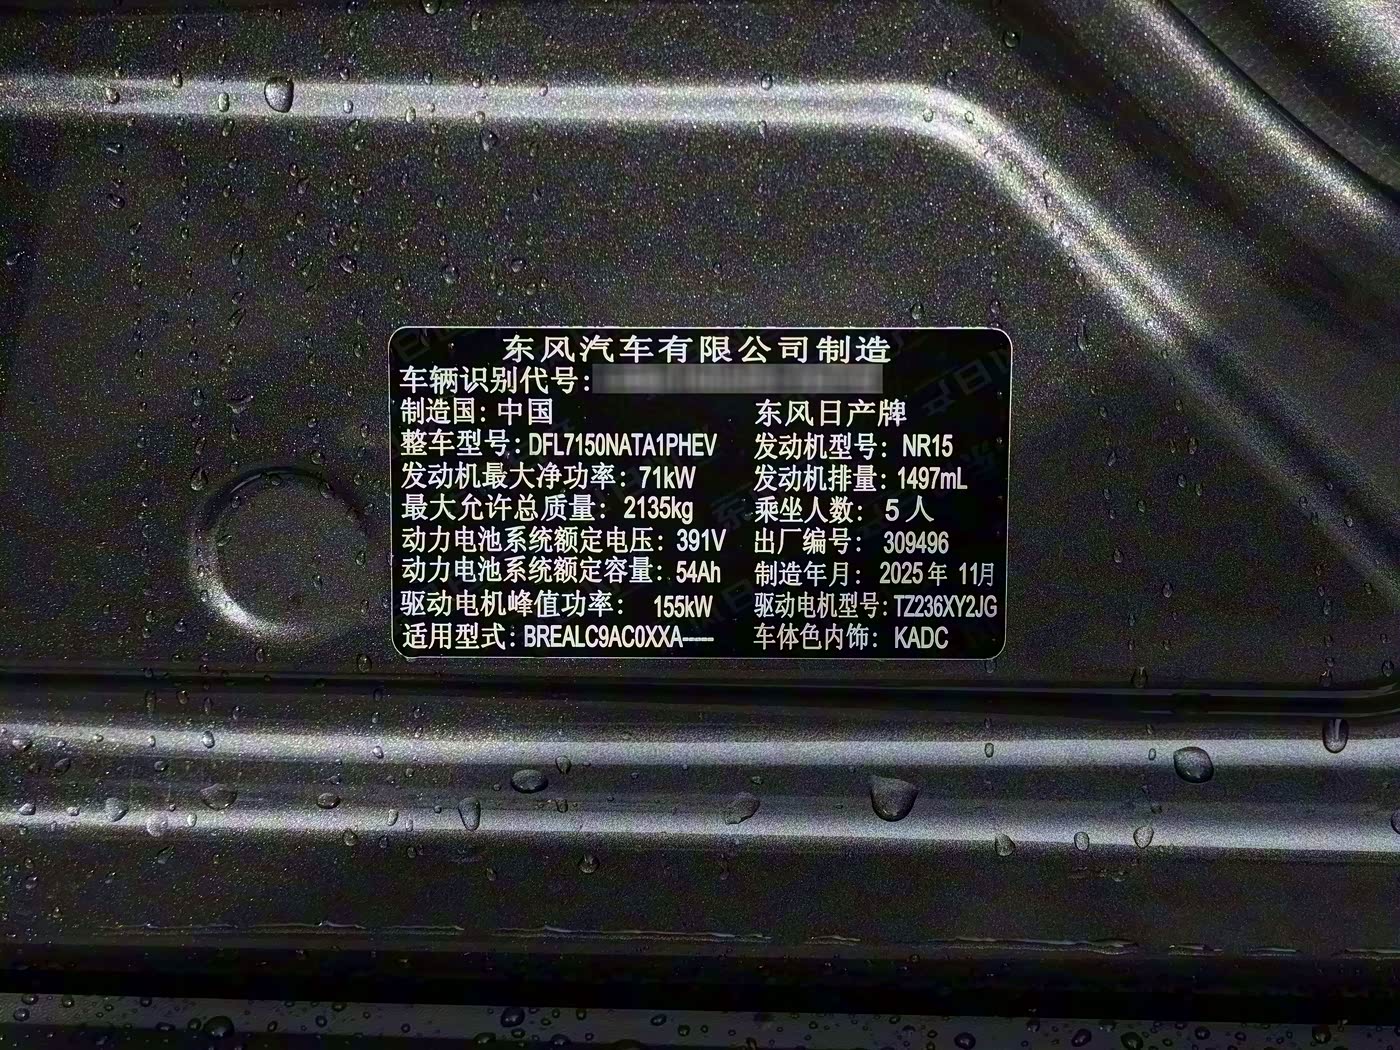 东风汽车有限公司制造
车辆识别代号:
制造国: 中国 东风日产牌
整车型号: DFL7150NATA1PHEV 发动机型号: NR15
发动机最大净功率: 71kW 发动机排量: 1497mL
最大允许总质量: 2135kg 乘坐人数: 5 人
动力电池系统额定电压: 391V 出厂编号: 309496
动力电池系统额定容量: 54Ah 制造年月: 2025年 11月
驱动电机峰值功率: 155kW 驱动电机型号: TZ236XY2JG
适用型式: BREALC9AC0XXA----- 车体色内饰: KADC